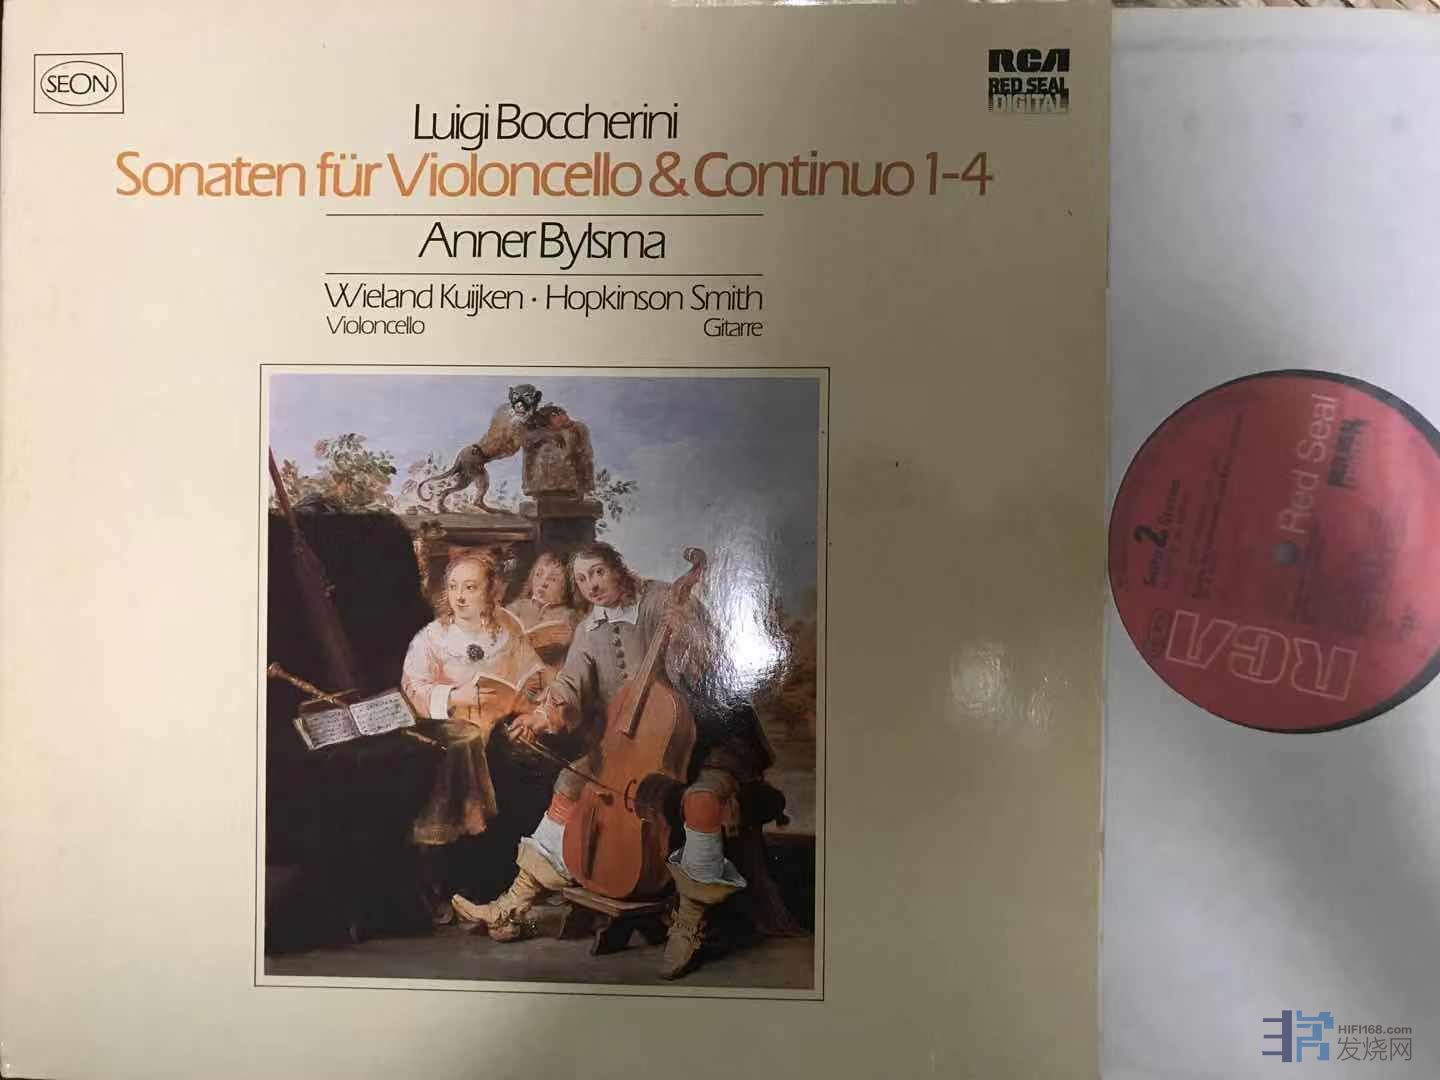 SEON
RCA
RED SEAL
DIGITAL
Luigi Boccherini
Sonaten für Violoncello & Continuo 1-4
Anner Bylsma
Wieland Kuijken · Hopkinson Smith
Violoncello Gitarre
Red Seal
2
RCA
HIFI168.com
发烧网